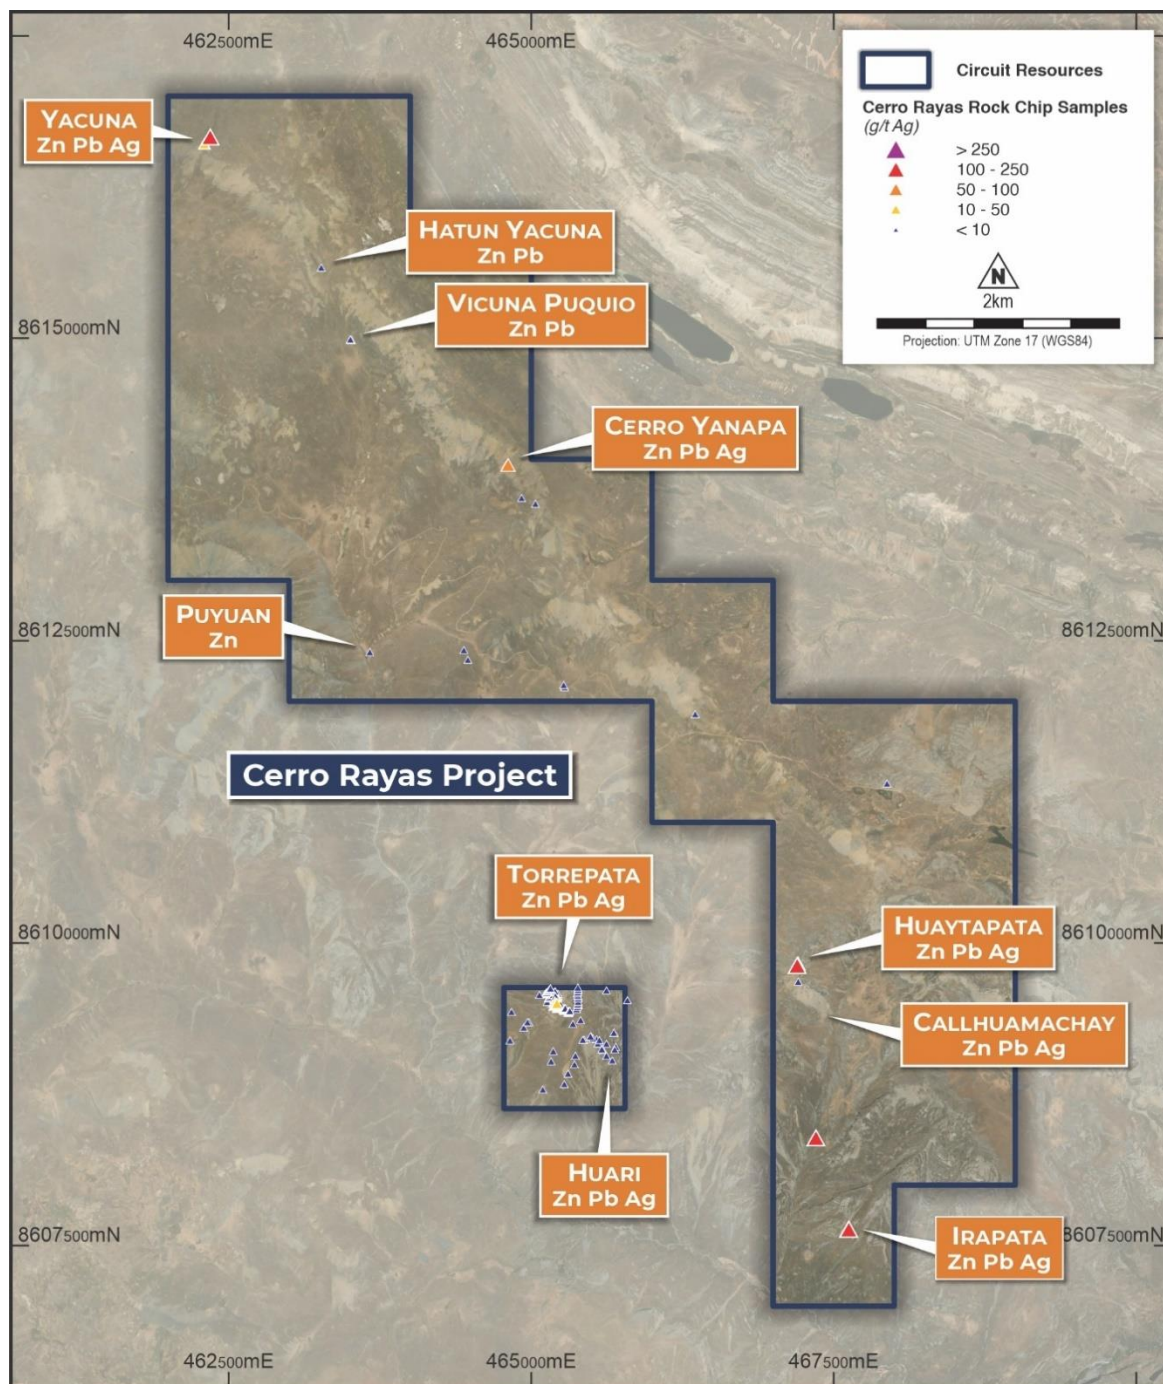 462500mE
465000mE
Circuit Resources
Cerro Rayas Rock Chip Samples
(g/t Ag)
> 250
100 - 250
50 - 100
10 - 50
< 10
N
2km
Projection: UTM Zone 17 (WGS84)
YACUNA
Zn Pb Ag
HATUN YACUNA
Zn Pb
VICUNA PUQUIO
Zn Pb
8615000mN
CERRO YANAPA
Zn Pb Ag
PUYUAN
Zn
8612500mN
8612500mN
Cerro Rayas Project
TORREPATA
Zn Pb Ag
HUAYTAPATA
Zn Pb Ag
8610000mN
8610000mN
CALLHUAMACHAY
Zn Pb Ag
HUARI
Zn Pb Ag
IRAPATA
Zn Pb Ag
8607500mN
8607500mN
462500mE
465000mE
467500mE